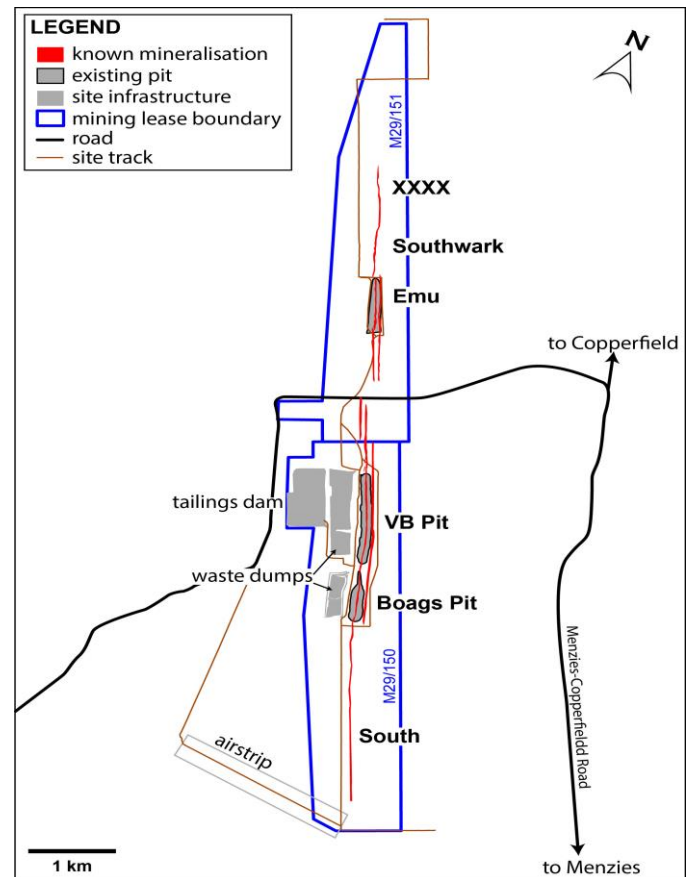 LEGEND
known mineralisation
existing pit
site infrastructure
mining lease boundary
road
site track
N
M29/151
XXXX
Southwark
Emu
to Copperfield
tailings dam
VB Pit
waste dumps
Boags Pit
M29/150
Menzies-Copperfieldd Road
South
airstrip
1 km
to Menzies